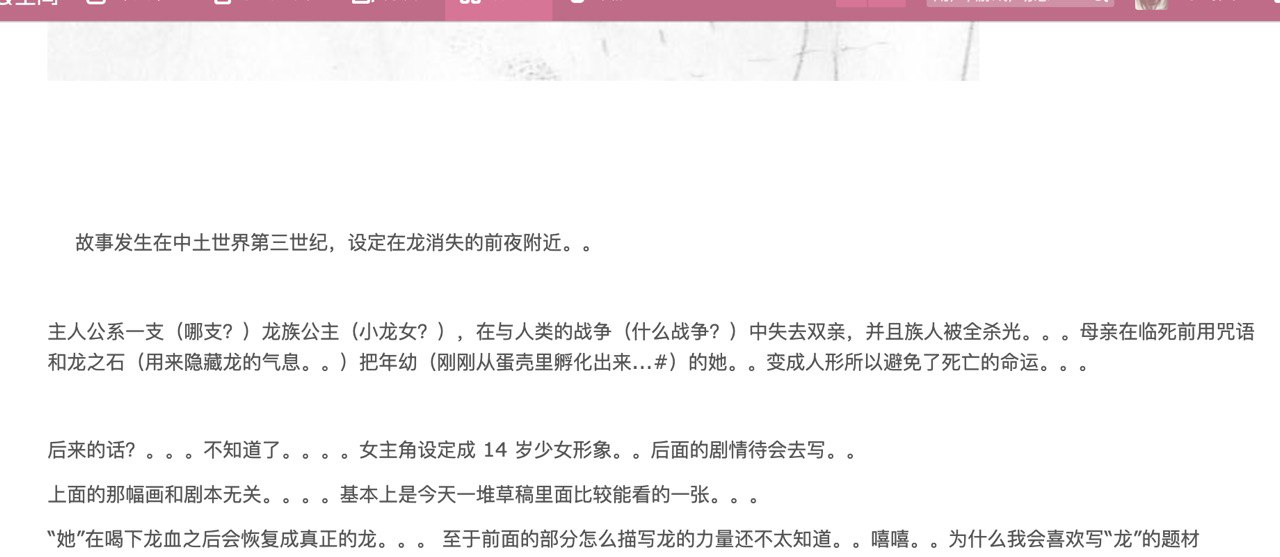 故事发生在中土世界第三世纪，设定在龙消失的前夜附近。。
主人公系一支（哪支？）龙族公主（小龙女？），在与人类的战争（什么战争？）中失去双亲，并且族人被全杀光。。。母亲在临死前用咒语
和龙之石（用来隐藏龙的气息。。）把年幼（刚刚从蛋壳里孵化出来...#）的她。。变成人形所以避免了死亡的命运。。。
后来的话？。。。不知道了。。。。女主角设定成 14 岁少女形象。。后面的剧情待会去写。。
上面的那幅画和剧本无关。。。。基本上是今天一堆草稿里面比较能看的一张。。。
“她”在喝下龙血之后会恢复成真正的龙。。。 至于前面的部分怎么描写龙的力量还不太知道。。嘻嘻。。为什么我会喜欢写“龙”的题材